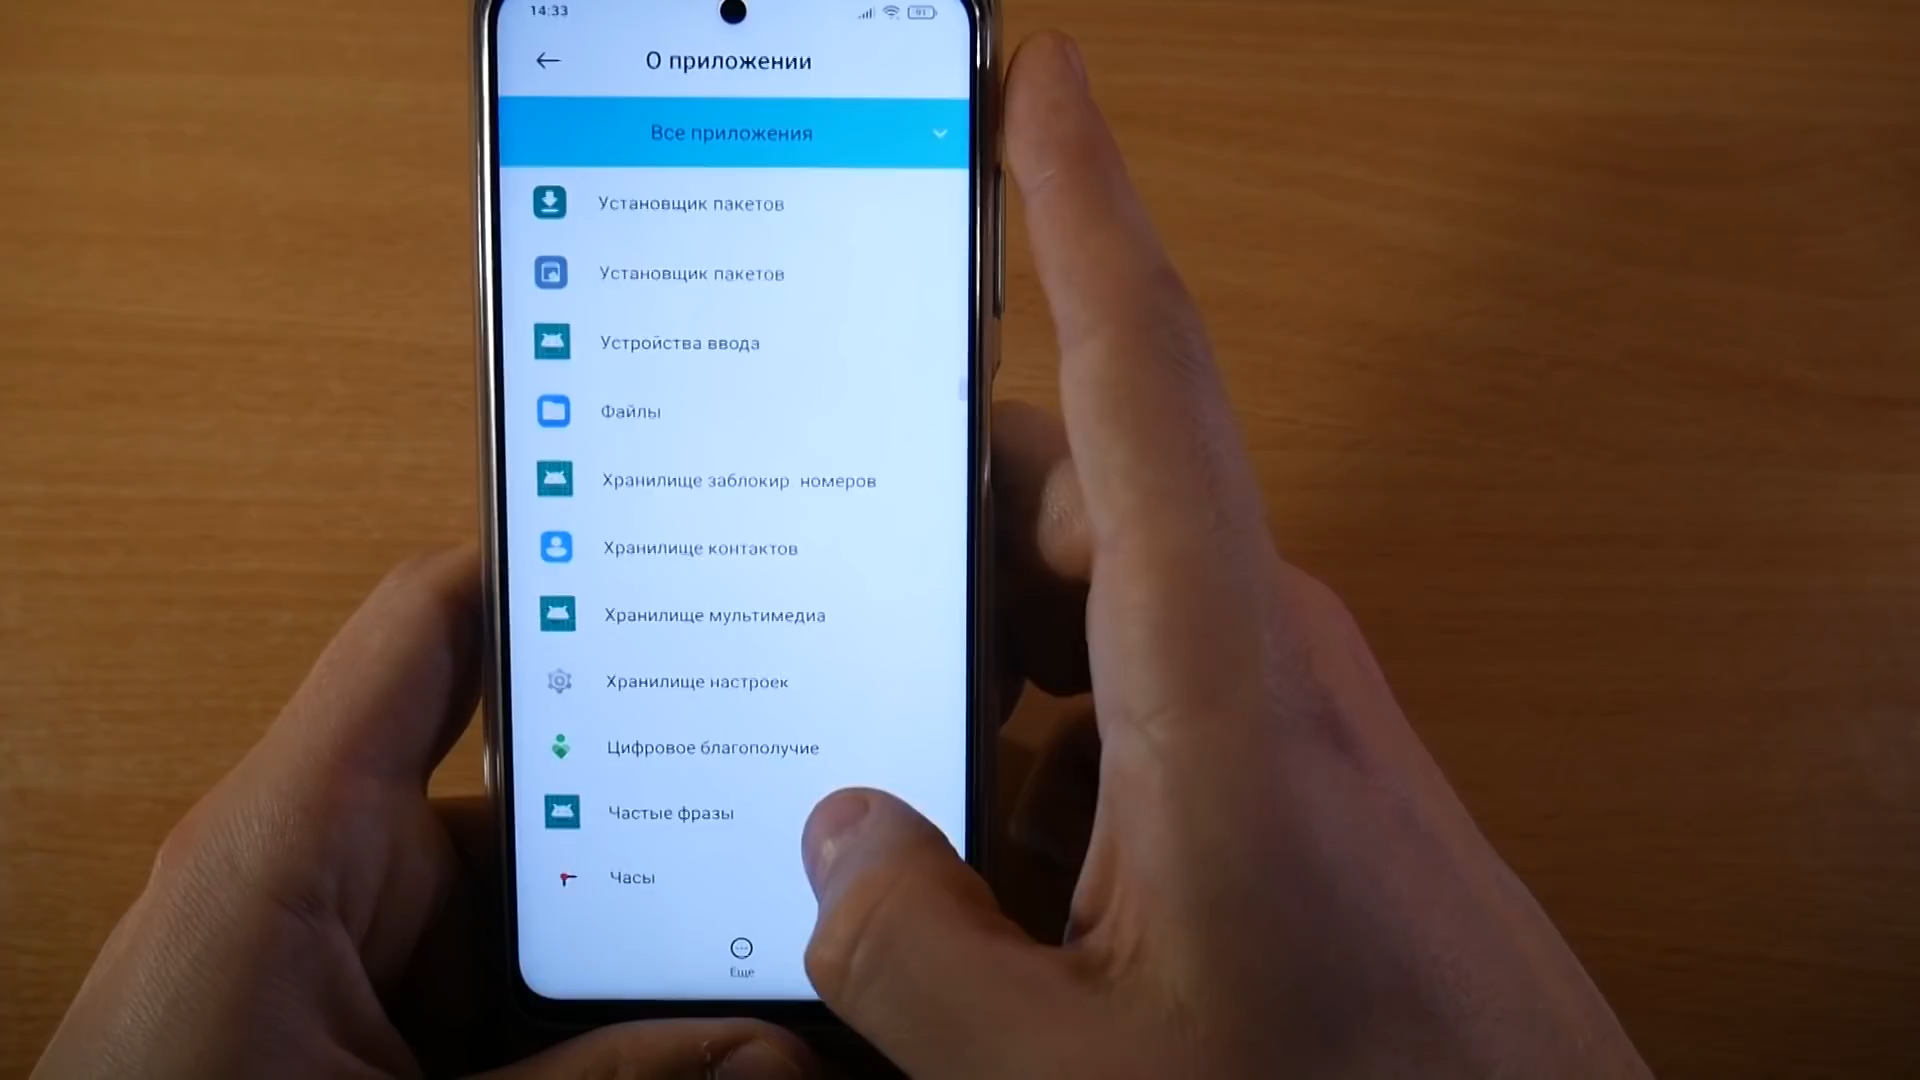 14:33
91
О приложении
Все приложения
Установщик пакетов
Установщик пакетов
Устройства ввода
Файлы
Хранилище заблокир. номеров
Хранилище контактов
Хранилище мультимедиа
Хранилище настроек
Цифровое благополучие
Частые фразы
Часы
Еще